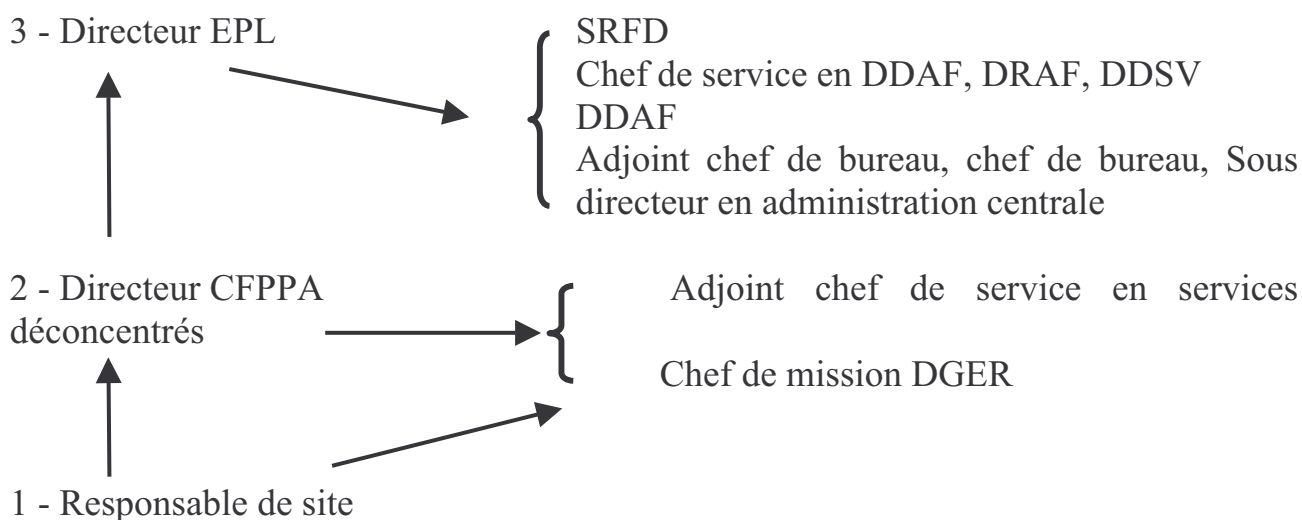 3 - Directeur EPL
SRFD
Chef de service en DDAF, DRAF, DDSV
DDAF
Adjoint chef de bureau, chef de bureau, Sous
directeur en administration centrale
2 - Directeur CFPPA
Adjoint chef de service en services
déconcentrés
Chef de mission DGER
1 - Responsable de site